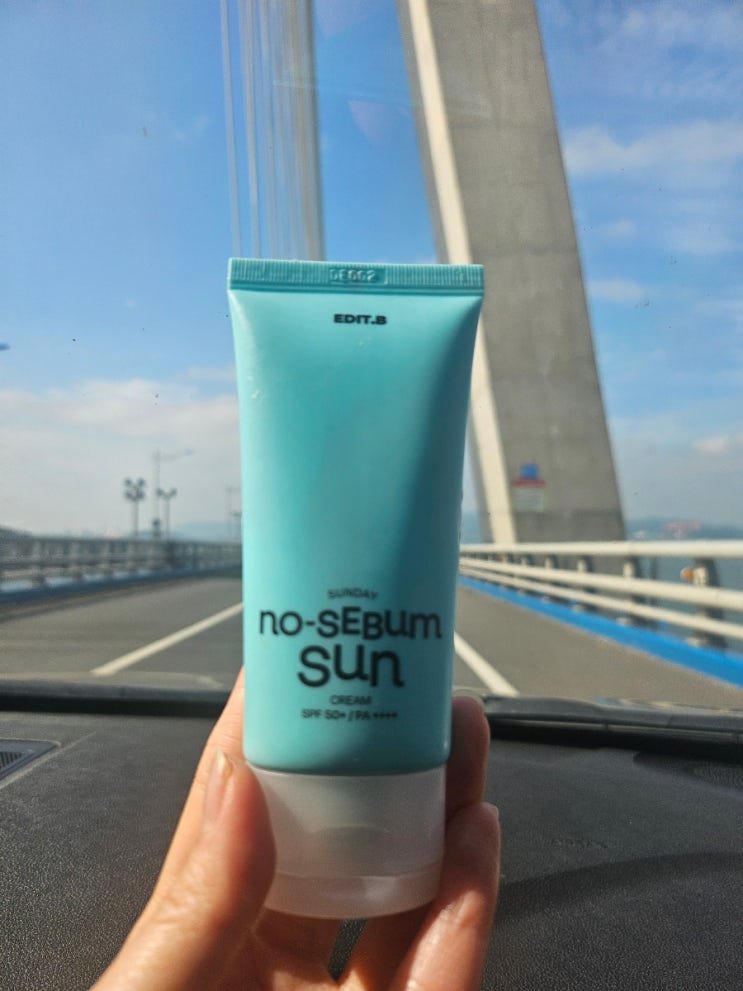 EDIT.B
SUNDAY
no-SEBum
Sun
CREAM
SPF 50+ / PA ++++